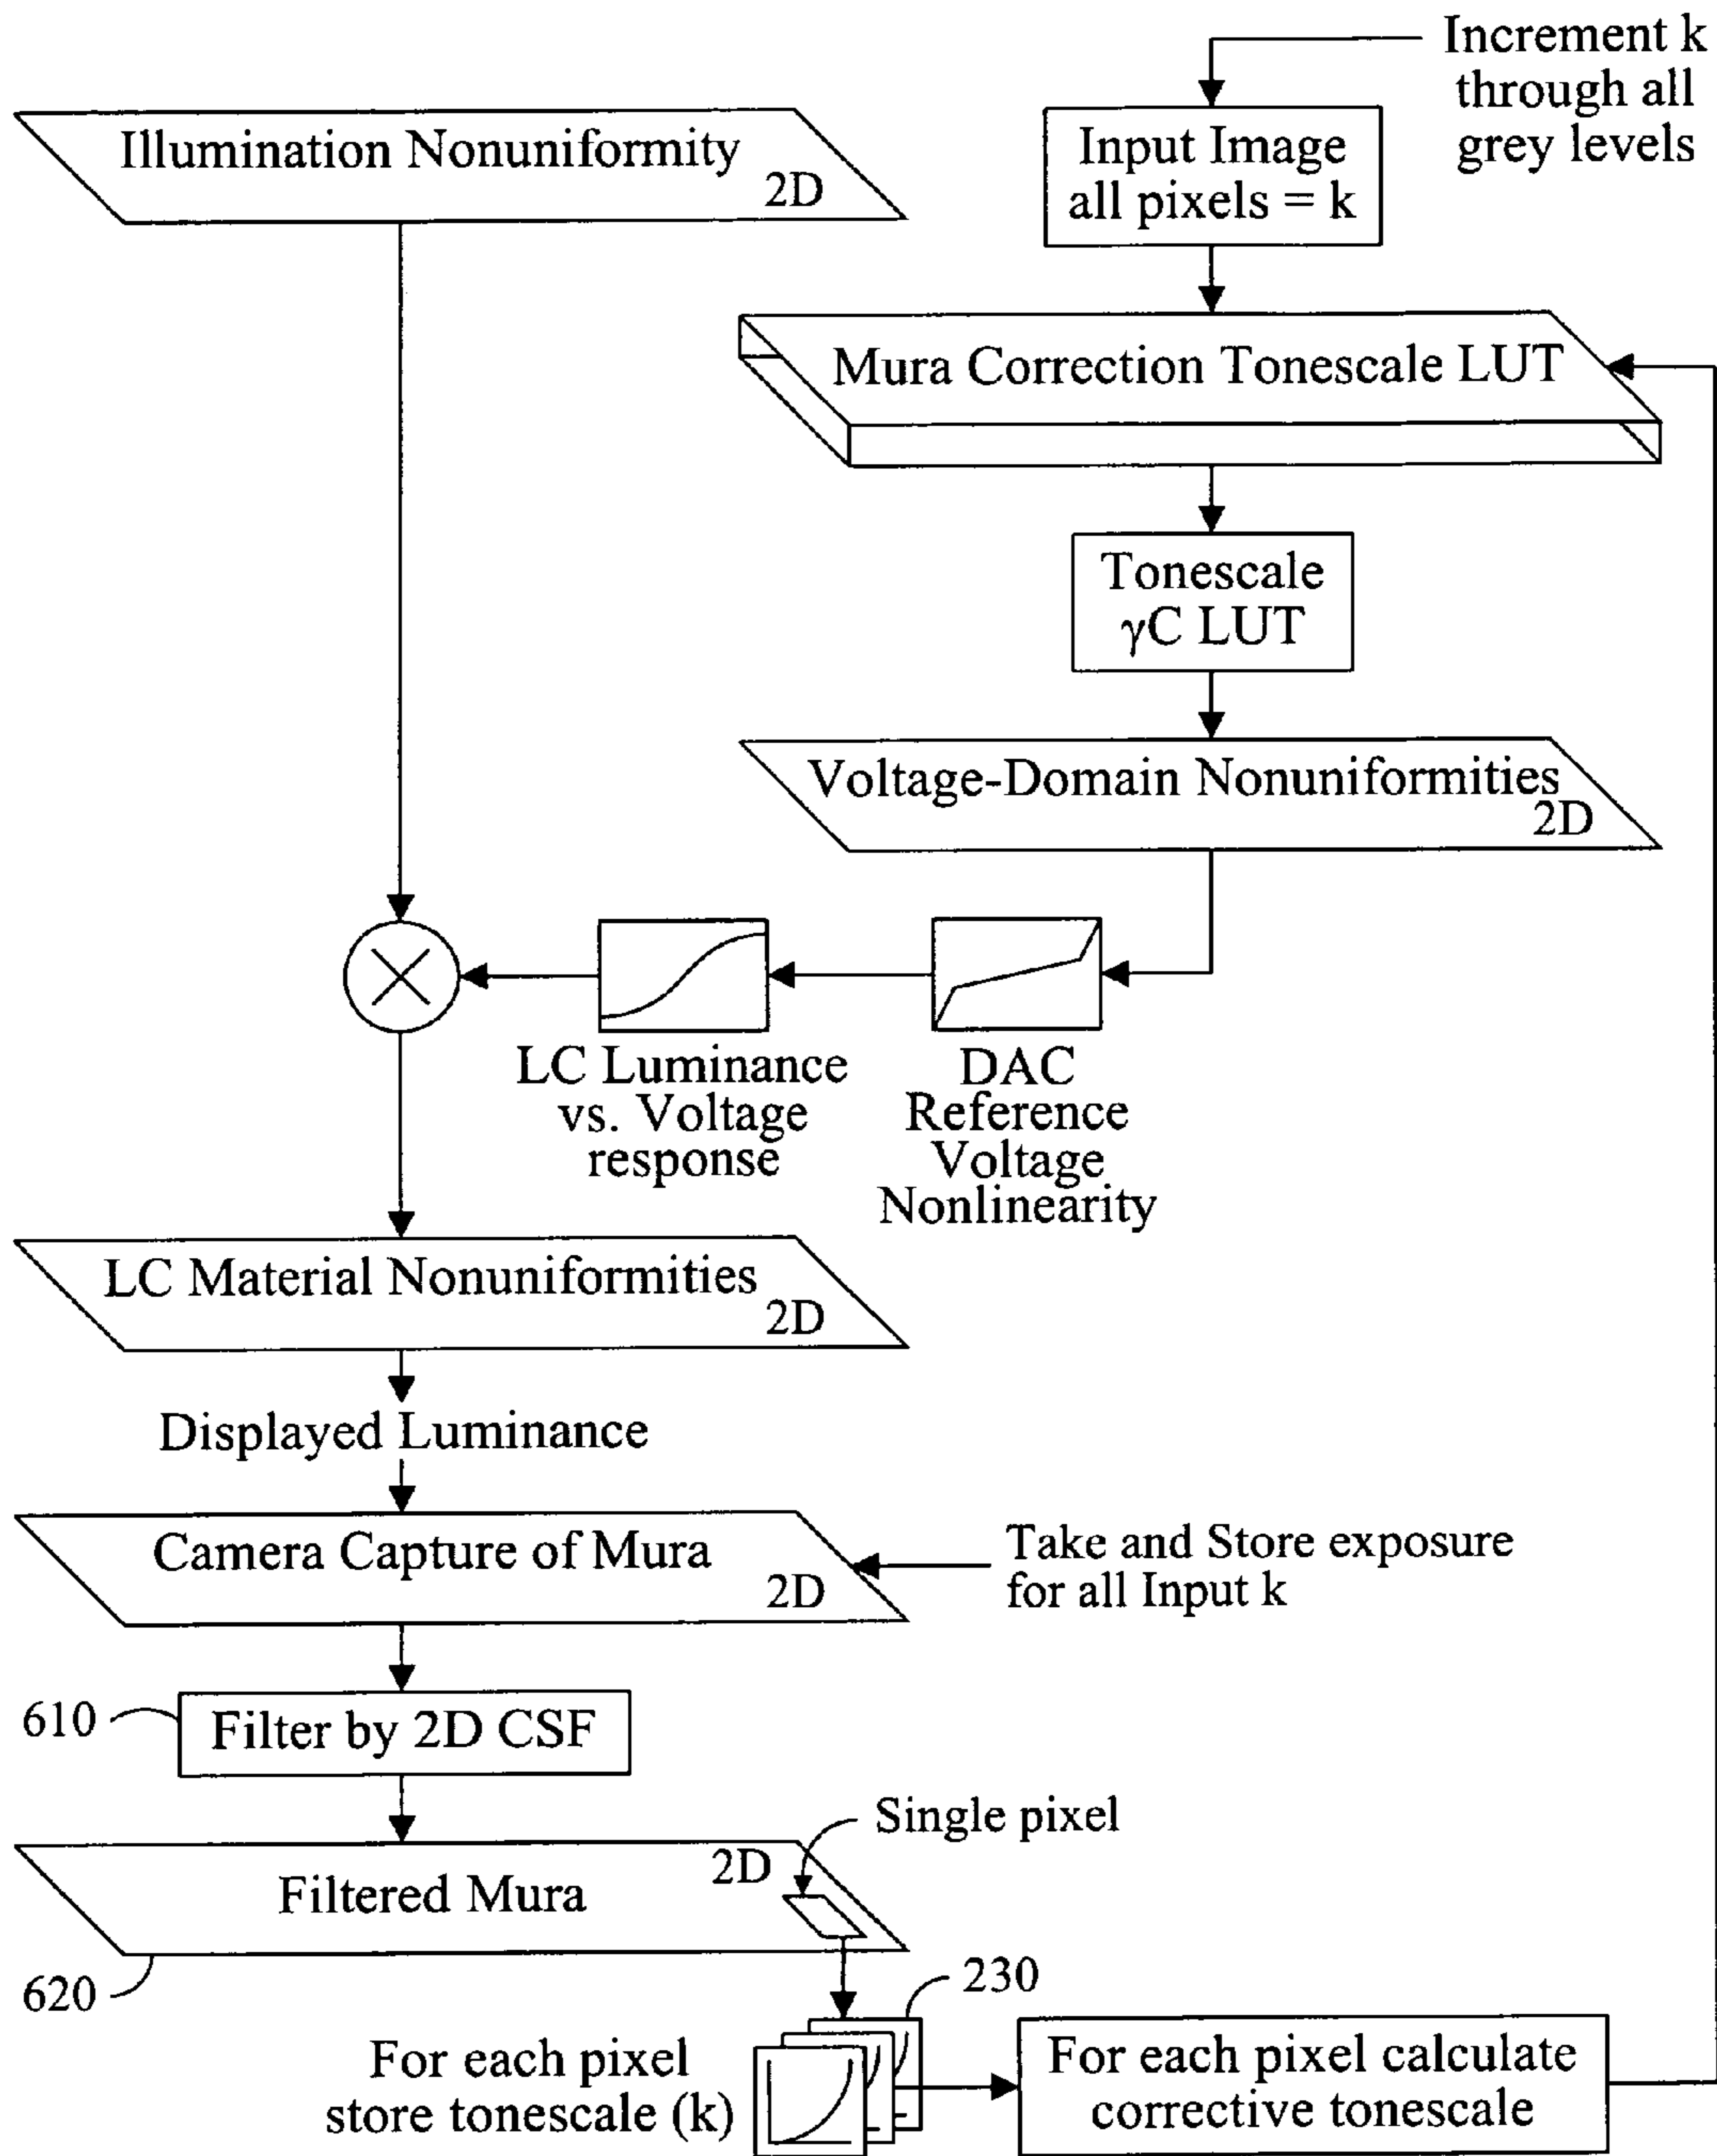 Increment k
through all
grey levels
Illumination Nonuniformity
2D
Input Image
all pixels = k
Mura Correction Tonescale LUT
Tonescale
γC LUT
Voltage-Domain Nonuniformities
2D
LC Luminance
vs. Voltage
response
DAC
Reference
Voltage
Nonlinearity
LC Material Nonuniformities
2D
Displayed Luminance
Camera Capture of Mura
2D
Take and Store exposure
for all Input k
610
Filter by 2D CSF
Single pixel
2D
Filtered Mura
620
230
For each pixel
store tonescale (k)
For each pixel calculate
corrective tonescale